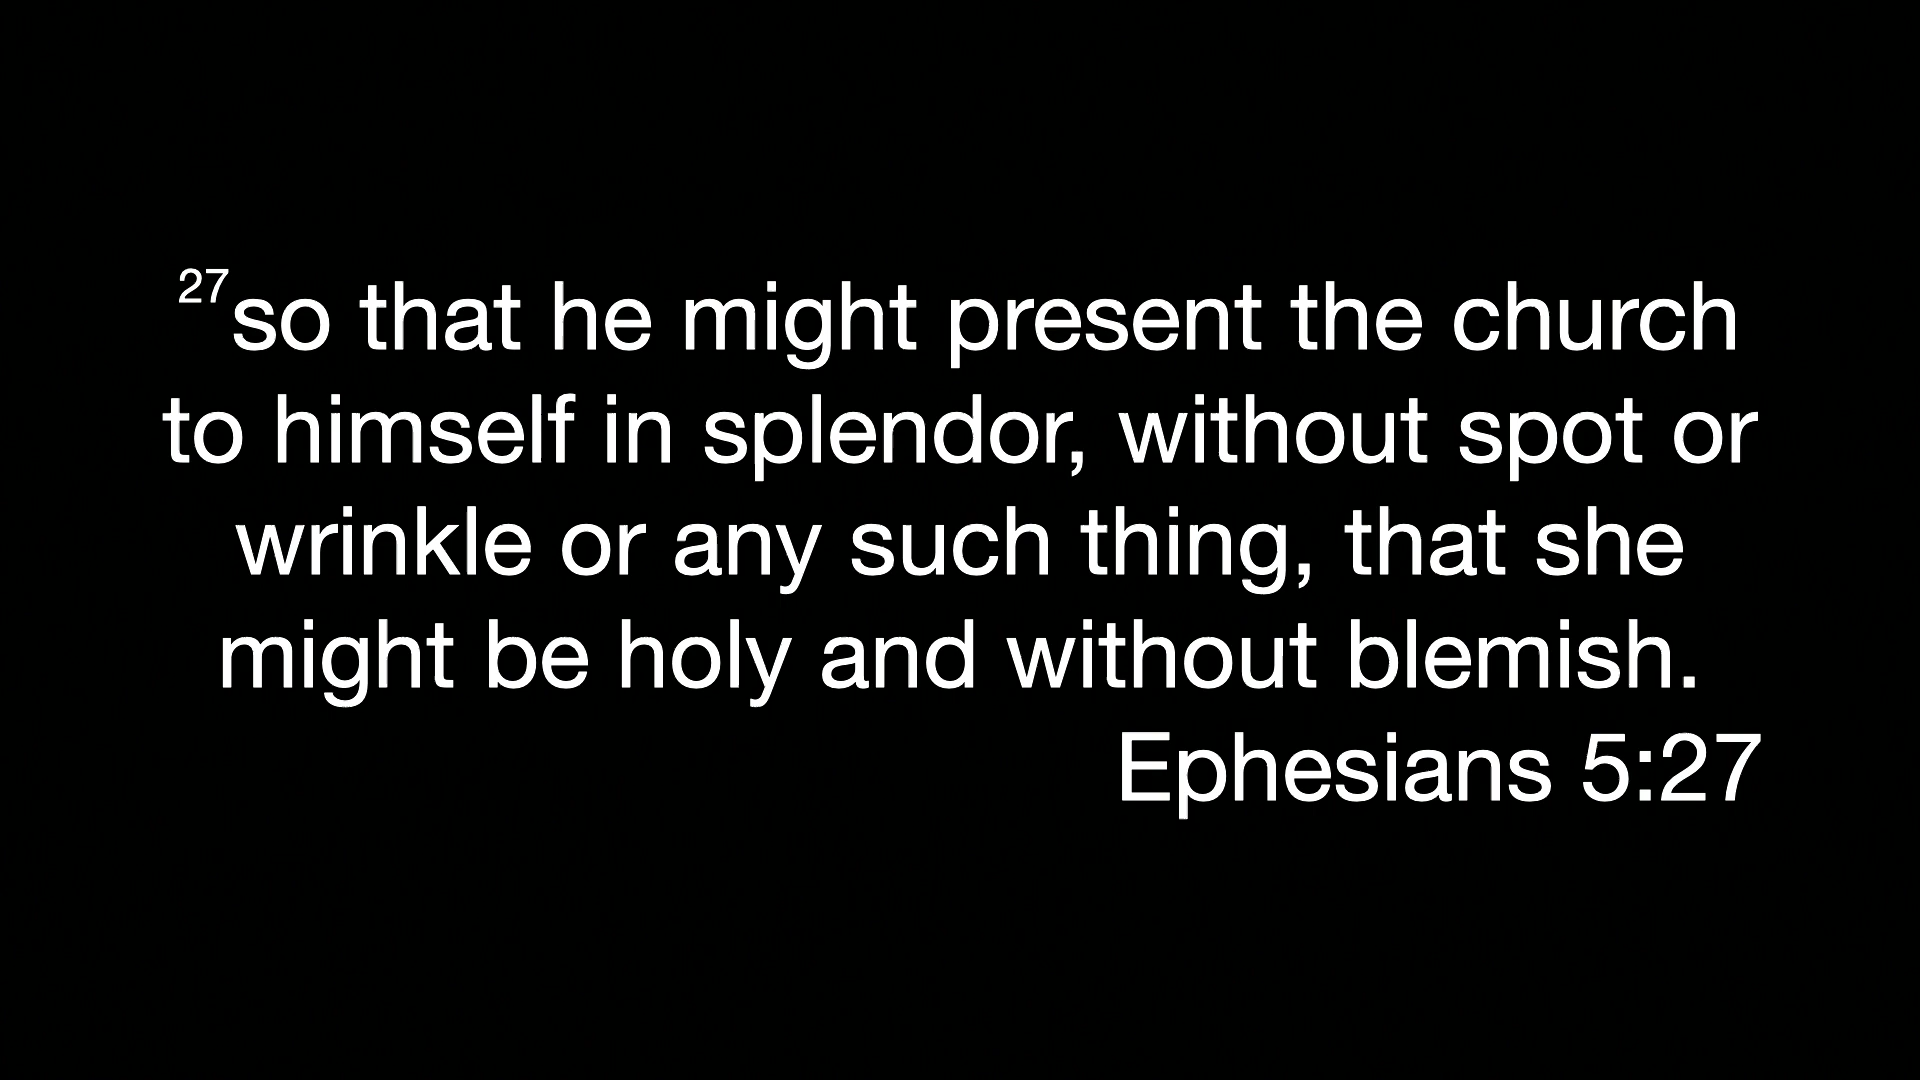 27so that he might present the church
to himself in splendor, without spot or
wrinkle or any such thing, that she
might be holy and without blemish.
Ephesians 5:27